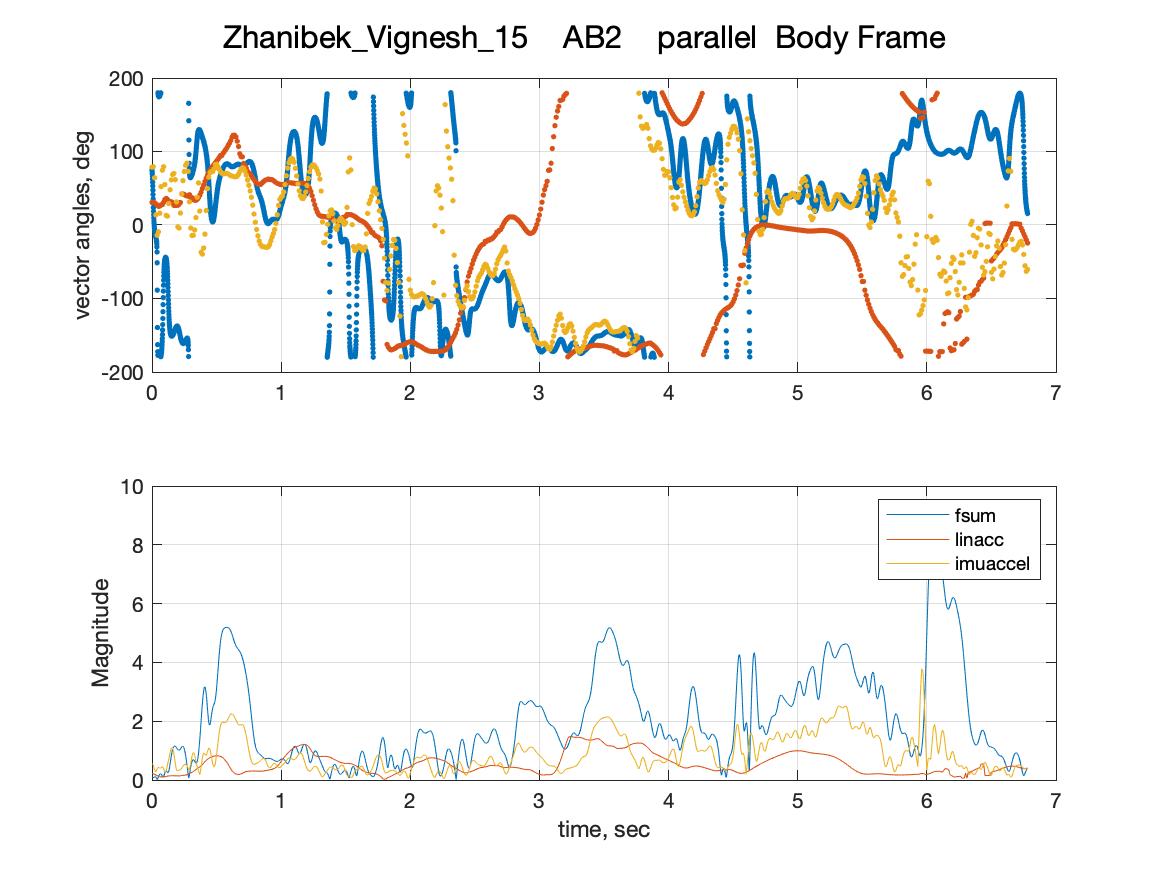 Zhanibek_Vignesh_15 AB2 parallel Body Frame
200
100
0
-100
-200
vector angles, deg
0 1 2 3 4 5 6 7
10
8
6
4
2
0
Magnitude
fsum
linacc
imuaccel
0 1 2 3 4 5 6 7
time, sec